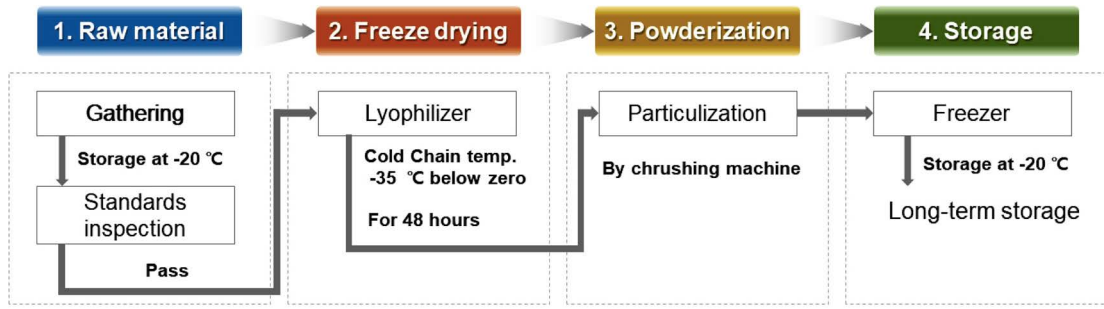 1. Raw material
2. Freeze drying
3. Powderization
4. Storage
Gathering
Storage at -20 ℃
Standards
inspection
Pass
Lyophilizer
Cold Chain temp.
-35 ℃ below zero
For 48 hours
Particulization
By chrushing machine
Freezer
Storage at -20 ℃
Long-term storage